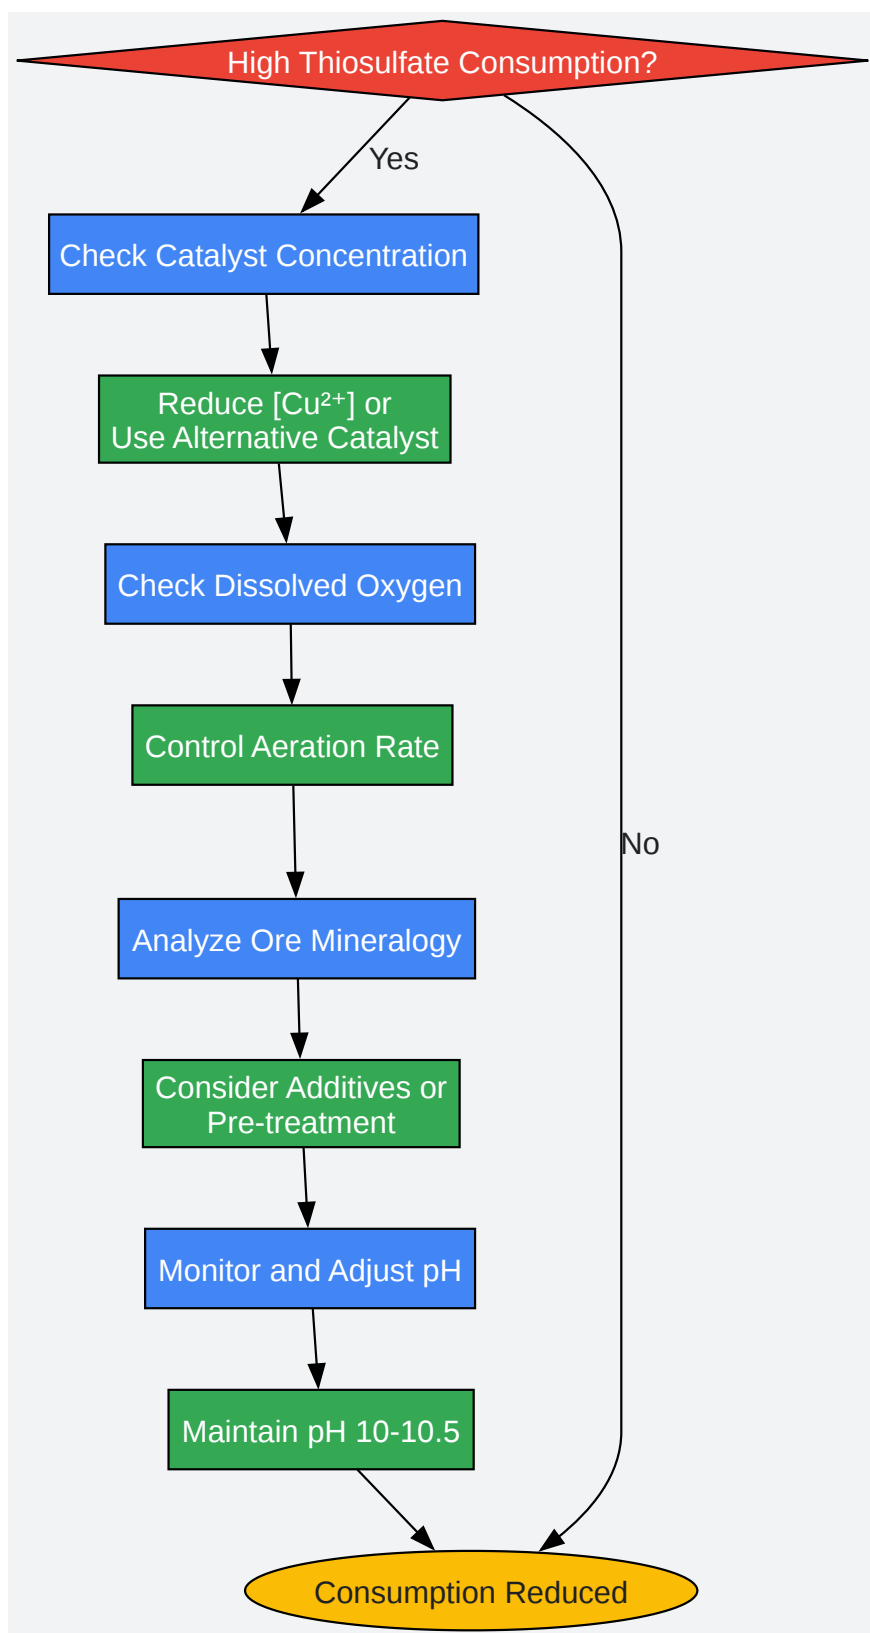 High Thiosulfate Consumption?
Yes
Check Catalyst Concentration
Reduce [Cu²⁺] or
Use Alternative Catalyst
Check Dissolved Oxygen
Control Aeration Rate
No
Analyze Ore Mineralogy
Consider Additives or
Pre-treatment
Monitor and Adjust pH
Maintain pH 10-10.5
Consumption Reduced